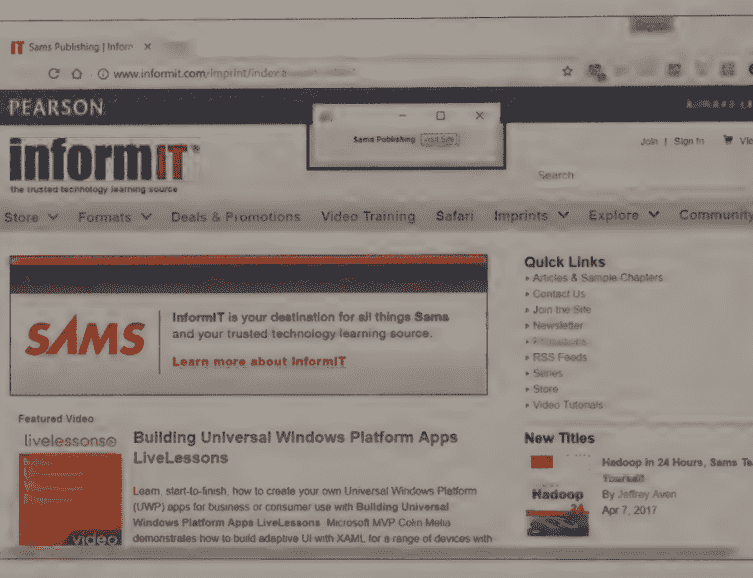 IT Sams Publishing | Inform ×
www.informit.com/imprint/index.a
PEARSON
Sams Publishing Visit Site
informIT
the trusted technology learning source
Join | Sign In
Search
Store Formats Deals & Promotions Video Training Safari Imprints Explore Community
SAMS
InformIT is your destination for all things Sams
and your trusted technology learning source.
Learn more about InformIT
Quick Links
Articles & Sample Chapters
Contact Us
Join the Site
Newsletter
RSS Feeds
Series
Store
Video Tutorials
Featured Video
livelessons
video
Building Universal Windows Platform Apps
LiveLessons
Learn, start-to-finish, how to create your own Universal Windows Platform
(UWP) apps for business or consumer use with Building Universal
Windows Platform Apps LiveLessons. Microsoft MVP Colin Melia
demonstrates how to build adaptive UI with XAML for a range of devices with
New Titles
Hadoop
24
Hadoop in 24 Hours, Sams Te
Yourself
By Jeffrey Aven
Apr 7, 2017